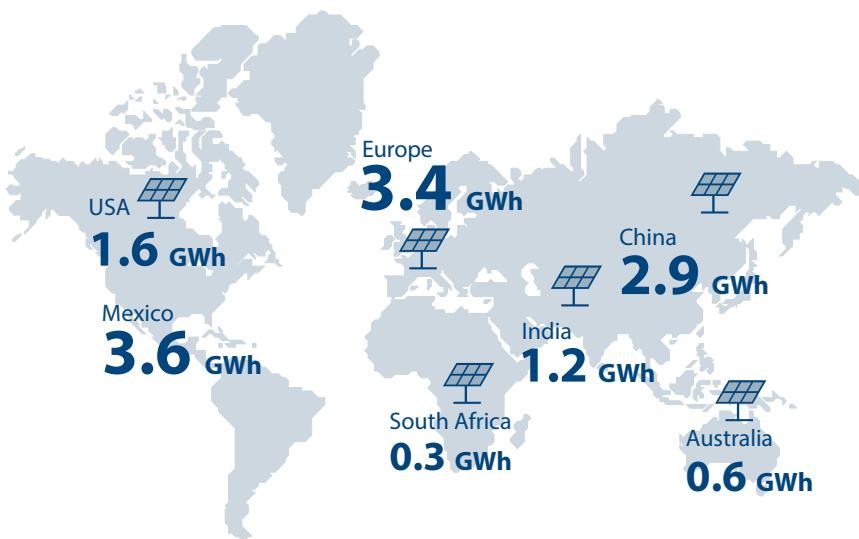 Europe
3.4 GWh
USA
1.6 GWh
China
2.9 GWh
Mexico
3.6 GWh
India
1.2 GWh
South Africa
0.3 GWh
Australia
0.6 GWh